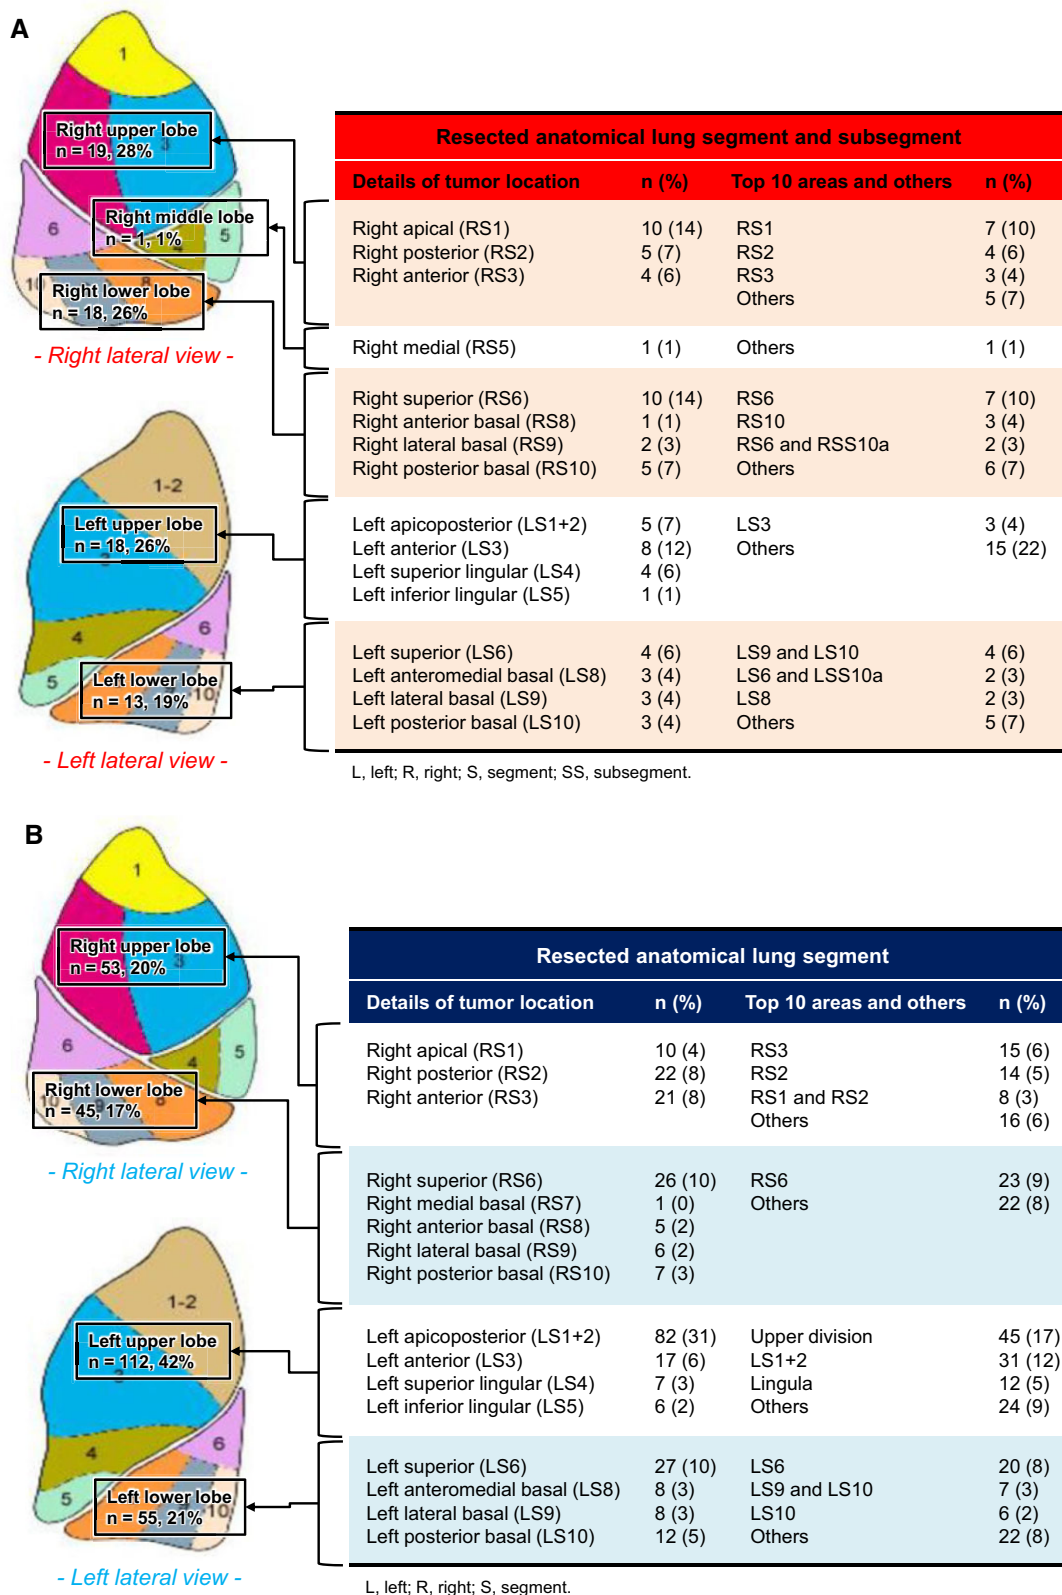 A
1
3
Right upper lobe
n = 19, 28%
6
Right middle lobe
n = 1, 1%
4
5
10
8
Right lower lobe
n = 18, 26%
- Right lateral view -
1-2
Left upper lobe
n = 18, 26%
3
4
6
5
10
Left lower lobe
n = 13, 19%
- Left lateral view -
Resected anatomical lung segment and subsegment
Details of tumor location n (%) Top 10 areas and others n (%)
Right apical (RS1) 10 (14) RS1 7 (10)
Right posterior (RS2) 5 (7) RS2 4 (6)
Right anterior (RS3) 4 (6) RS3 3 (4)
Others 5 (7)
Right medial (RS5) 1 (1) Others 1 (1)
Right superior (RS6) 10 (14) RS6 7 (10)
Right anterior basal (RS8) 1 (1) RS10 3 (4)
Right lateral basal (RS9) 2 (3) RS6 and RSS10a 2 (3)
Right posterior basal (RS10) 5 (7) Others 6 (7)
Left apicoposterior (LS1+2) 5 (7) LS3 3 (4)
Left anterior (LS3) 8 (12) Others 15 (22)
Left superior lingular (LS4) 4 (6)
Left inferior lingular (LS5) 1 (1)
Left superior (LS6) 4 (6) LS9 and LS10 4 (6)
Left anteromedial basal (LS8) 3 (4) LS6 and LSS10a 2 (3)
Left lateral basal (LS9) 3 (4) LS8 2 (3)
Left posterior basal (LS10) 3 (4) Others 5 (7)
L, left; R, right; S, segment; SS, subsegment.
B
1
3
Right upper lobe
n = 53, 20%
6
4
5
10
9
8
Right lower lobe
n = 45, 17%
- Right lateral view -
1-2
Left upper lobe
n = 112, 42%
3
4
6
5
10
Left lower lobe
n = 55, 21%
- Left lateral view -
Resected anatomical lung segment
Details of tumor location n (%) Top 10 areas and others n (%)
Right apical (RS1) 10 (4) RS3 15 (6)
Right posterior (RS2) 22 (8) RS2 14 (5)
Right anterior (RS3) 21 (8) RS1 and RS2 8 (3)
Others 16 (6)
Right superior (RS6) 26 (10) RS6 23 (9)
Right medial basal (RS7) 1 (0) Others 22 (8)
Right anterior basal (RS8) 5 (2)
Right lateral basal (RS9) 6 (2)
Right posterior basal (RS10) 7 (3)
Left apicoposterior (LS1+2) 82 (31) Upper division 45 (17)
Left anterior (LS3) 17 (6) LS1+2 31 (12)
Left superior lingular (LS4) 7 (3) Lingula 12 (5)
Left inferior lingular (LS5) 6 (2) Others 24 (9)
Left superior (LS6) 27 (10) LS6 20 (8)
Left anteromedial basal (LS8) 8 (3) LS9 and LS10 7 (3)
Left lateral basal (LS9) 8 (3) LS10 6 (2)
Left posterior basal (LS10) 12 (5) Others 22 (8)
L, left; R, right; S, segment.